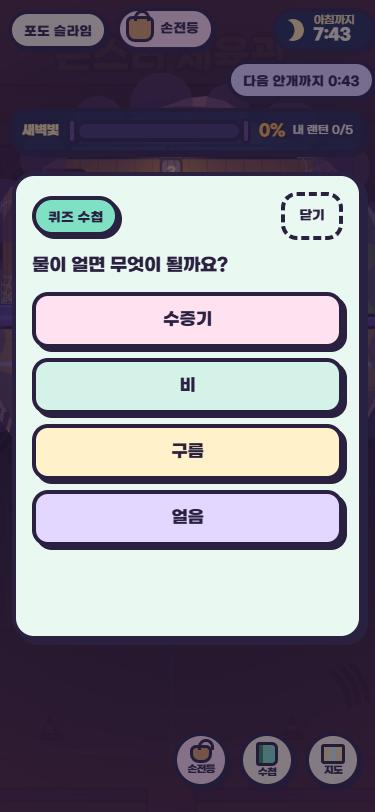 포도 슬라임
손전등
아침까지
7:43
다음 안개까지 0:43
새벽빛
0% 내 랜턴 0/5
퀴즈 수첩
닫기
물이 얼면 무엇이 될까요?
수증기
비
구름
얼음
손전등
수첩
지도